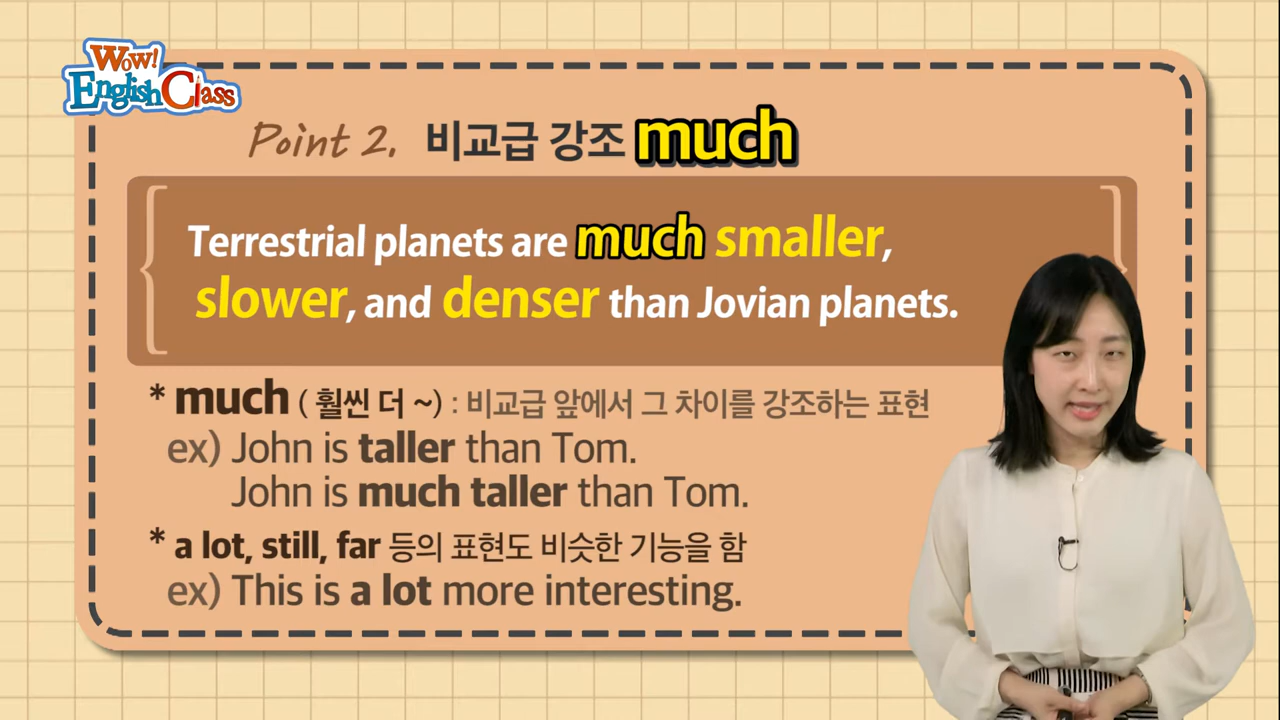 Wow!
English Class
Point 2. 비교급 강조 much
Terrestrial planets are much smaller,
slower, and denser than Jovian planets.
* much ( 훨씬 더 ~) : 비교급 앞에서 그 차이를 강조하는 표현
ex) John is taller than Tom.
John is much taller than Tom.
* a lot, still, far 등의 표현도 비슷한 기능을 함
ex) This is a lot more interesting.